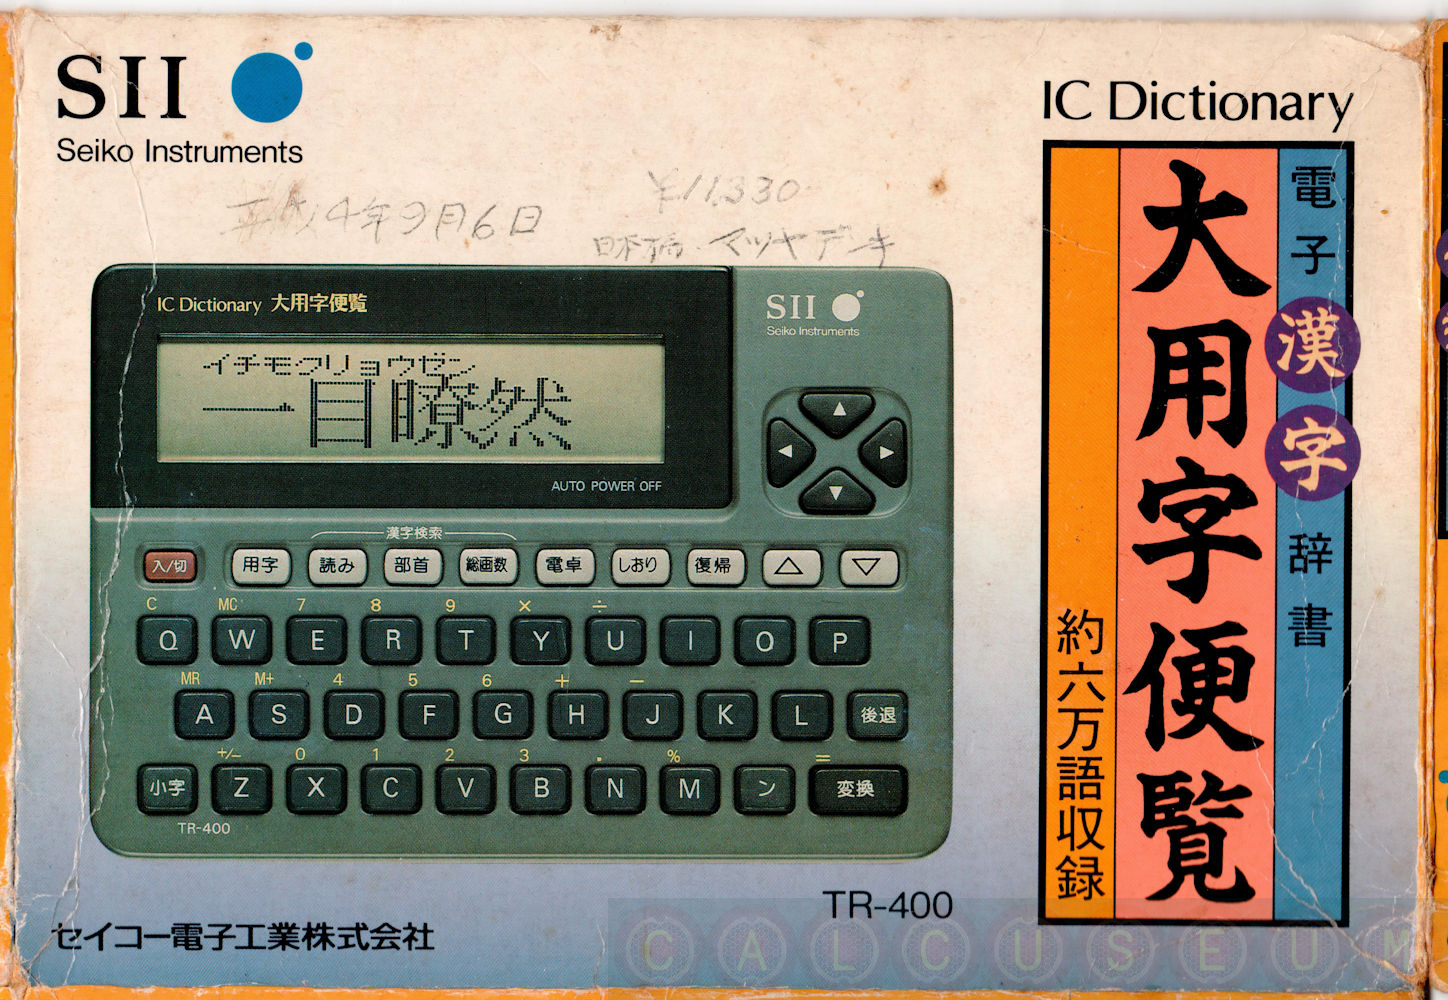 SII
Seiko Instruments
IC Dictionary
電子漢字辞書
大用字便覧
約六万語収録
平成4年9月6日
¥11,330
日本橋 マツヤデンキ
IC Dictionary 大用字便覧
SII
Seiko Instruments
イチモクリョウゼン
一目瞭然
AUTO POWER OFF
漢字検索
入/切 用字 読み 部首 総画数 電卓 しおり 復帰 △ ▽
C MC 7 8 9 × ÷
Q W E R T Y U I O P
MR M+ 4 5 6 + −
A S D F G H J K L 後退
+/− 0 1 2 3 . % =
小字 Z X C V B N M ン 変換
TR-400
TR-400
セイコー電子工業株式会社
CALCUSEUM